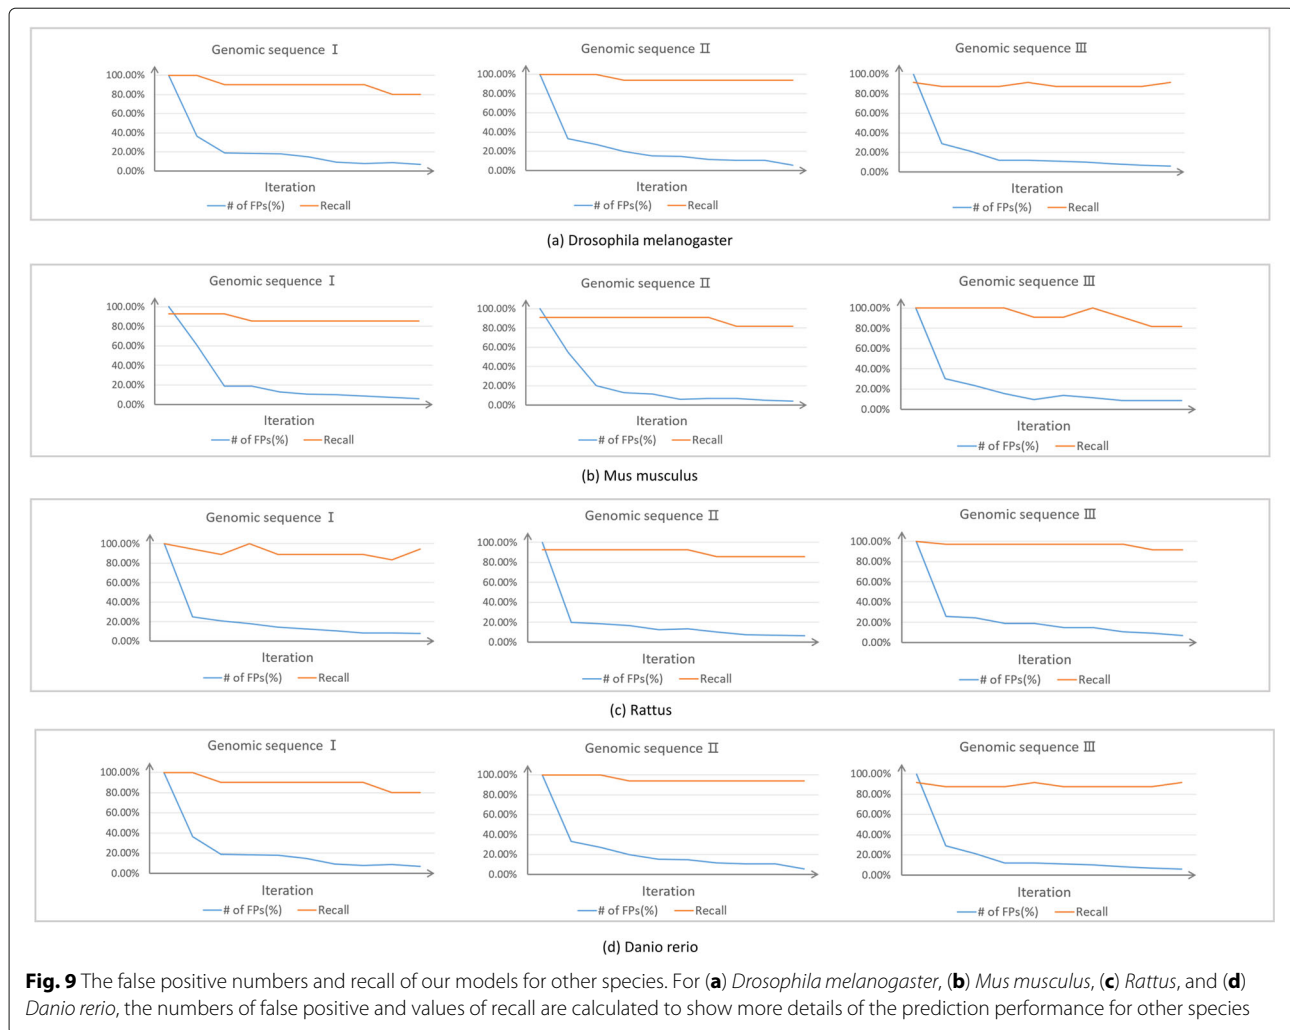 Genomic sequence Ⅰ
100.00%
80.00%
60.00%
40.00%
20.00%
0.00%
Iteration
# of FPs(%) Recall
Genomic sequence Ⅱ
100.00%
80.00%
60.00%
40.00%
20.00%
0.00%
Iteration
# of FPs(%) Recall
Genomic sequence Ⅲ
100.00%
80.00%
60.00%
40.00%
20.00%
0.00%
Iteration
# of FPs(%) Recall
(a) Drosophila melanogaster
Genomic sequence Ⅰ
100.00%
80.00%
60.00%
40.00%
20.00%
0.00%
Iteration
# of FPs(%) Recall
Genomic sequence Ⅱ
100.00%
80.00%
60.00%
40.00%
20.00%
0.00%
Iteration
# of FPs(%) Recall
Genomic sequence Ⅲ
100.00%
80.00%
60.00%
40.00%
20.00%
0.00%
Iteration
# of FPs(%) Recall
(b) Mus musculus
Genomic sequence Ⅰ
100.00%
80.00%
60.00%
40.00%
20.00%
0.00%
Iteration
# of FPs(%) Recall
Genomic sequence Ⅱ
100.00%
80.00%
60.00%
40.00%
20.00%
0.00%
Iteration
# of FPs(%) Recall
Genomic sequence Ⅲ
100.00%
80.00%
60.00%
40.00%
20.00%
0.00%
Iteration
# of FPs(%) Recall
(c) Rattus
Genomic sequence Ⅰ
100.00%
80.00%
60.00%
40.00%
20.00%
0.00%
Iteration
# of FPs(%) Recall
Genomic sequence Ⅱ
100.00%
80.00%
60.00%
40.00%
20.00%
0.00%
Iteration
# of FPs(%) Recall
Genomic sequence Ⅲ
100.00%
80.00%
60.00%
40.00%
20.00%
0.00%
Iteration
# of FPs(%) Recall
(d) Danio rerio
Fig. 9 The false positive numbers and recall of our models for other species. For (a) Drosophila melanogaster, (b) Mus musculus, (c) Rattus, and (d)
Danio rerio, the numbers of false positive and values of recall are calculated to show more details of the prediction performance for other species